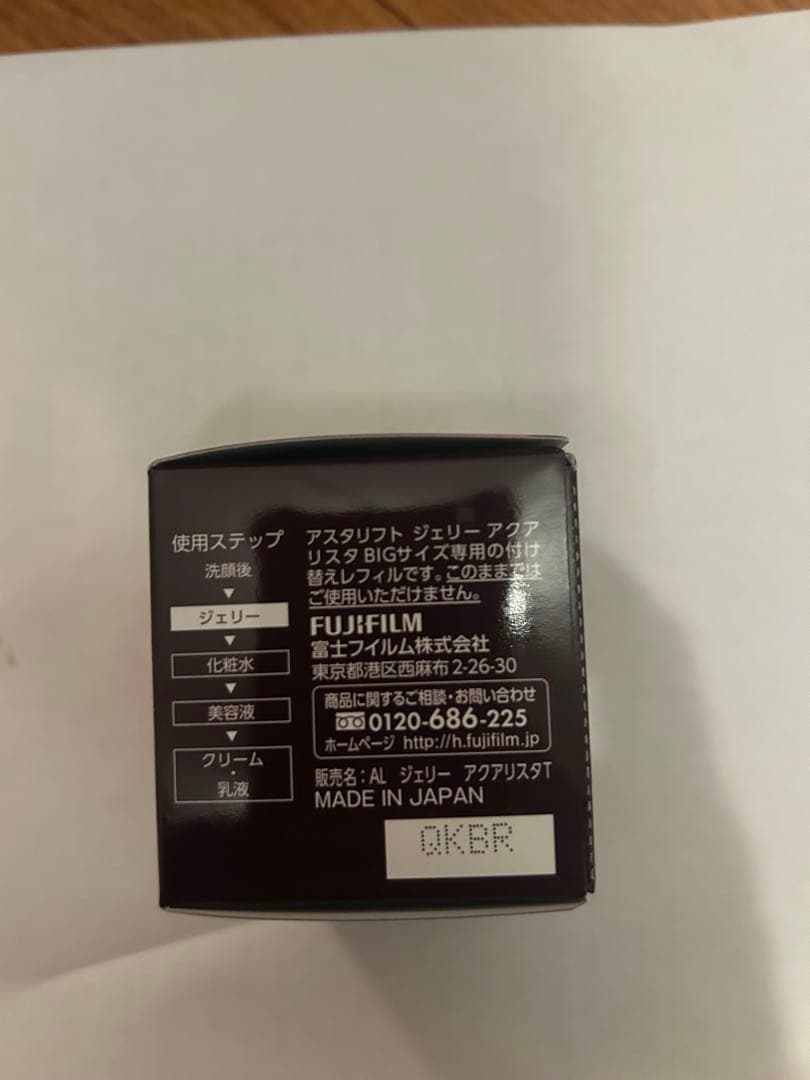 使用ステップ
洗顔後
▼
ジェリー
▼
化粧水
▼
美容液
▼
クリーム
・
乳液
アスタリフト ジェリー アクア
リスタ BIGサイズ専用の付け
替えレフィルです。このままでは
ご使用いただけません。
FUJIFILM
富士フイルム株式会社
東京都港区西麻布 2-26-30
商品に関するご相談・お問い合わせ
0120-686-225
ホームページ http://h.fujifilm.jp
販売名：AL ジェリー アクアリスタT
MADE IN JAPAN
QKBR